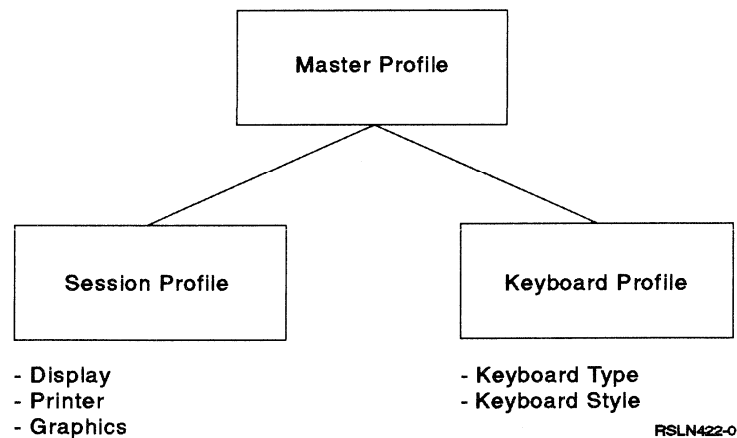 Master Profile
Session Profile
Keyboard Profile
- Display
- Printer
- Graphics
- Keyboard Type
- Keyboard Style
RSLN422-0